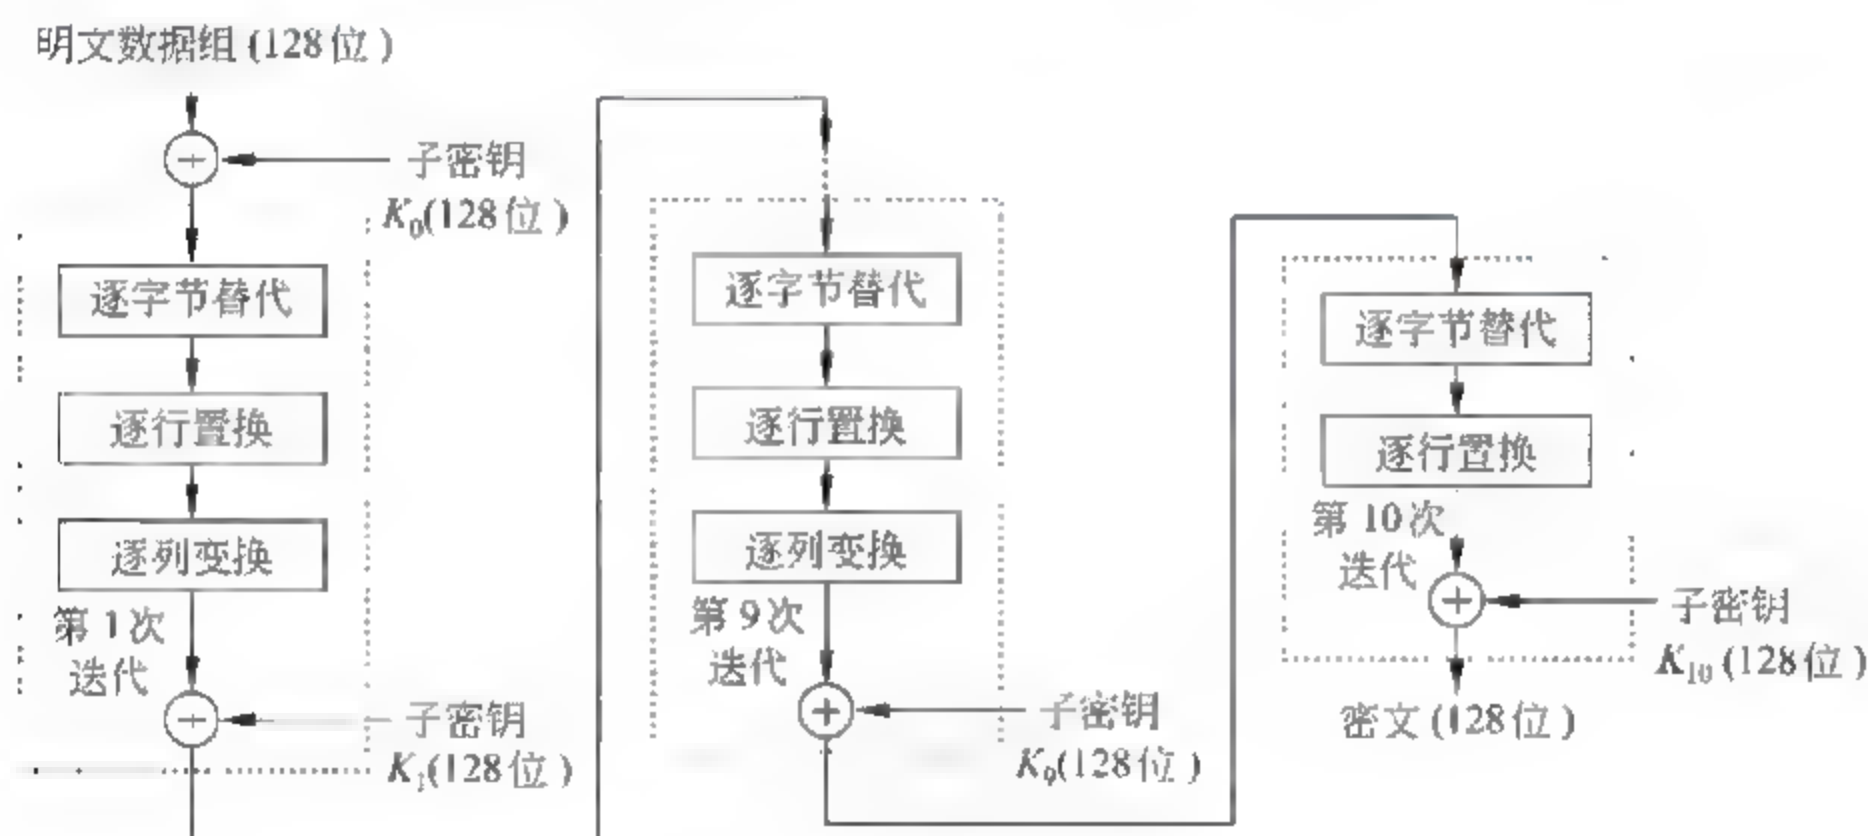 明文数据组(128位)
子密钥
K0(128位)
逐字节替代
逐行置换
逐列变换
第1次
迭代
子密钥
K1(128位)
逐字节替代
逐行置换
逐列变换
第9次
迭代
子密钥
K9(128位)
逐字节替代
逐行置换
第10次
迭代
子密钥
K10(128位)
密文(128位)